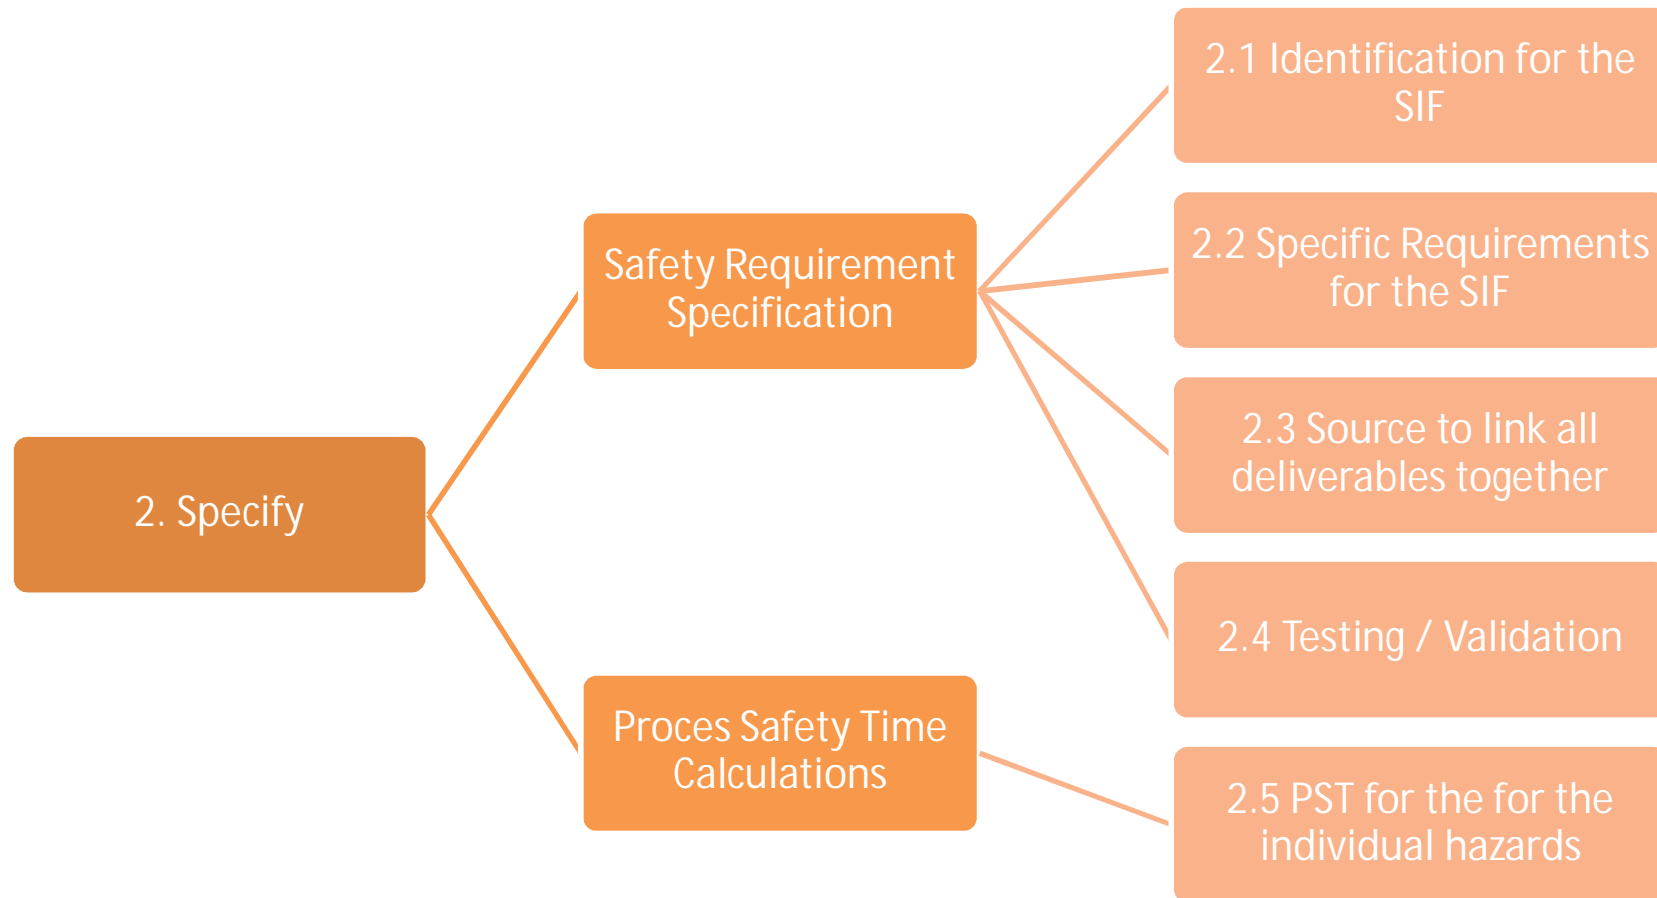 2. Specify
Safety Requirement
Specification
Proces Safety Time
Calculations
2.1 Identification for the
SIF
2.2 Specific Requirements
for the SIF
2.3 Source to link all
deliverables together
2.4 Testing / Validation
2.5 PST for the for the
individual hazards